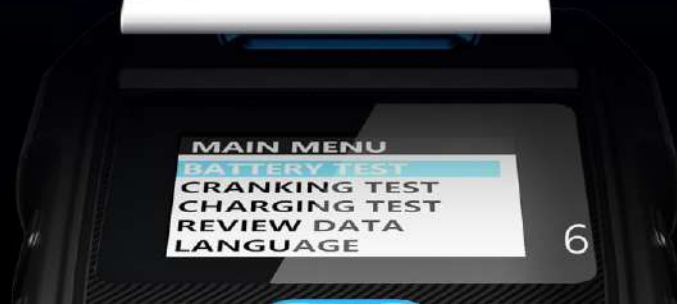 MAIN MENU
BATTERY TEST
CRANKING TEST
CHARGING TEST
REVIEW DATA
LANGUAGE
6